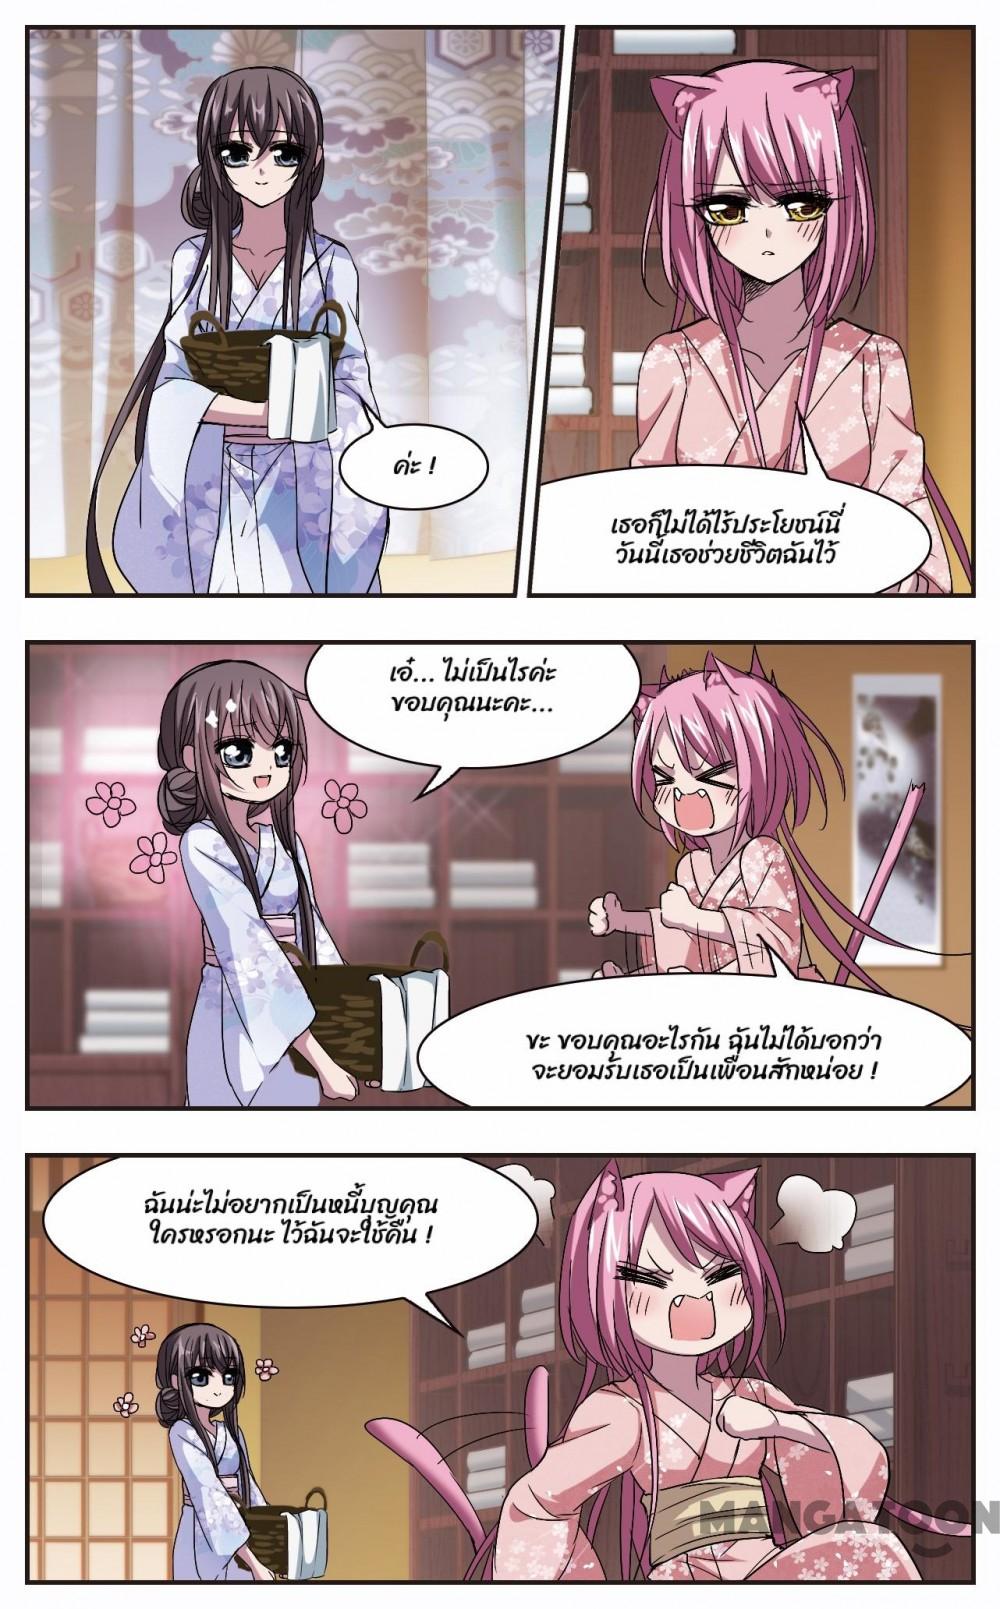 ค่ะ !
เธอก็ไม่ได้ไร้ประโยชน์นี่
วันนี้เธอช่วยชีวิตฉันไว้
เอ๋... ไม่เป็นไรค่ะ
ขอบคุณนะคะ...
ขะ ขอบคุณอะไรกัน ฉันไม่ได้บอกว่า
จะยอมรับเธอเป็นเพื่อนสักหน่อย !
ฉันน่ะไม่อยากเป็นหนี้บุญคุณ
ใครหรอกนะ ไว้ฉันจะใช้คืน !
MANGATOON